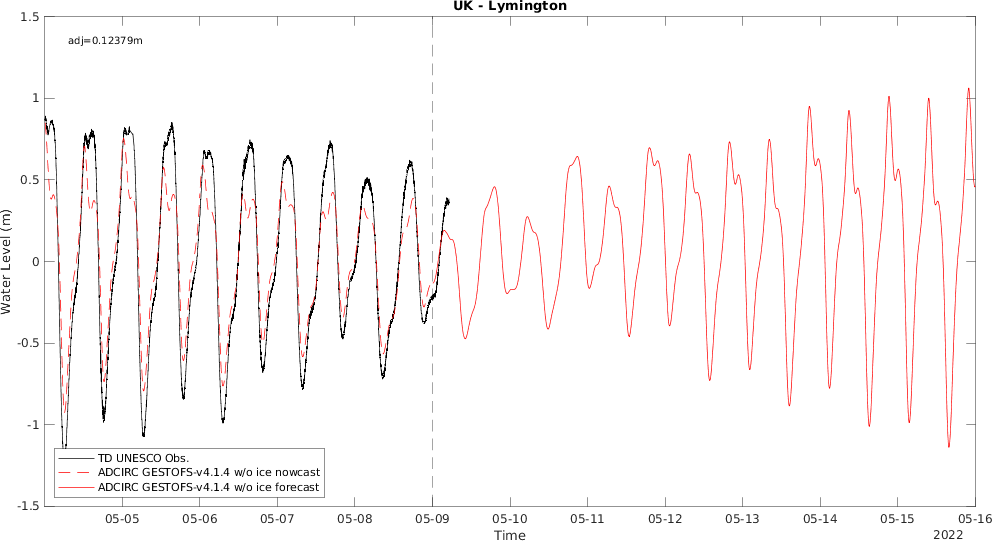 UK - Lymington
adj=0.12379m
1.5
1
0.5
0
-0.5
-1
-1.5
Water Level (m)
TD UNESCO Obs.
ADCIRC GESTOFS-v4.1.4 w/o ice nowcast
ADCIRC GESTOFS-v4.1.4 w/o ice forecast
05-05 05-06 05-07 05-08 05-09 05-10 05-11 05-12 05-13 05-14 05-15 05-16
Time
2022